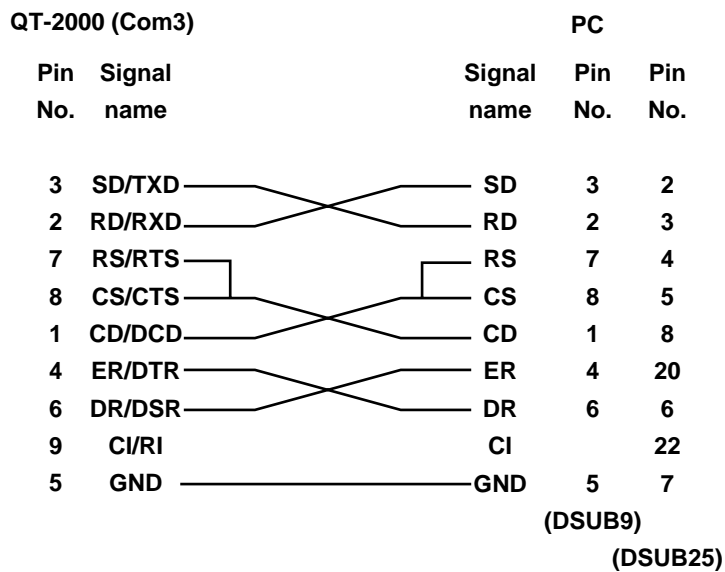 QT-2000 (Com3) PC
Pin Signal Signal Pin Pin
No. name name No. No.
3 SD/TXD SD 3 2
2 RD/RXD RD 2 3
7 RS/RTS RS 7 4
8 CS/CTS CS 8 5
1 CD/DCD CD 1 8
4 ER/DTR ER 4 20
6 DR/DSR DR 6 6
9 CI/RI CI 22
5 GND GND 5 7
(DSUB9)
(DSUB25)